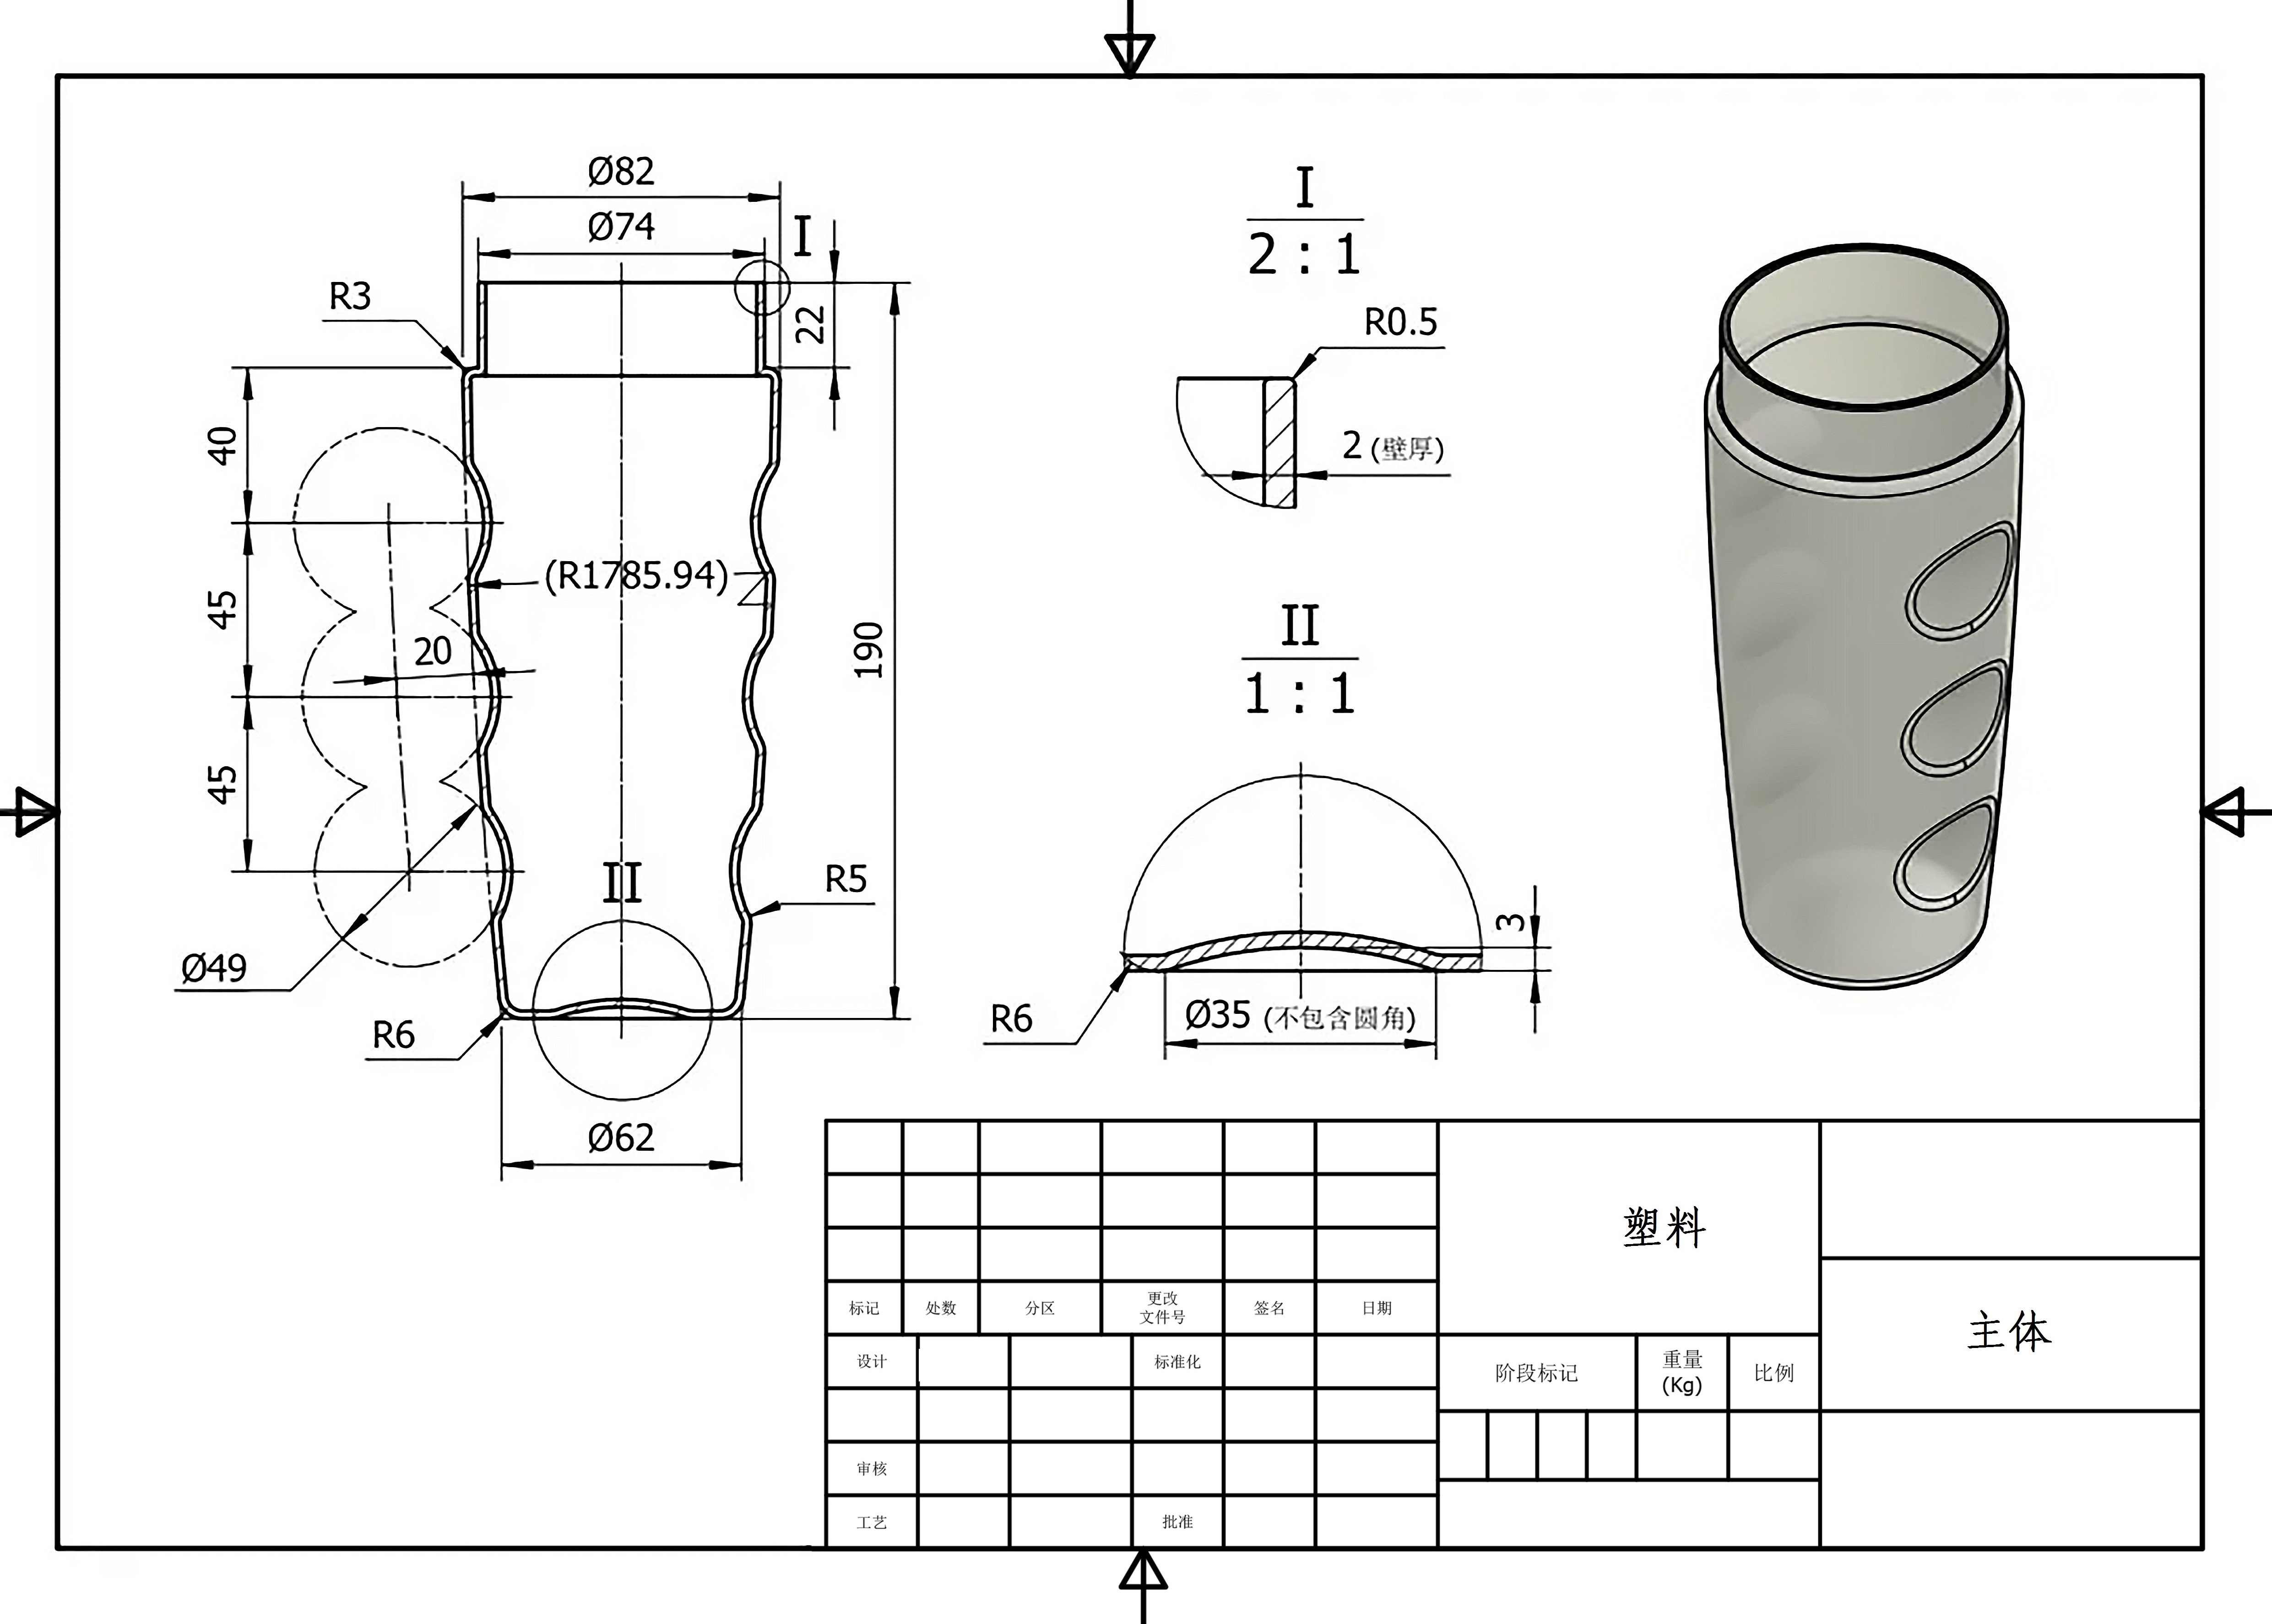 Ø82
Ø74
I
R3
22
40
45
(R1785.94)
20
190
45
II
R5
Ø49
R6
Ø62
I
2 : 1
R0.5
2 (壁厚)
II
1 : 1
3
R6
Ø35 (不包含圆角)
塑料
标记 处数 分区 更改文件号 签名 日期
设计 标准化
阶段标记 重量(Kg) 比例
主体
审核
工艺 批准